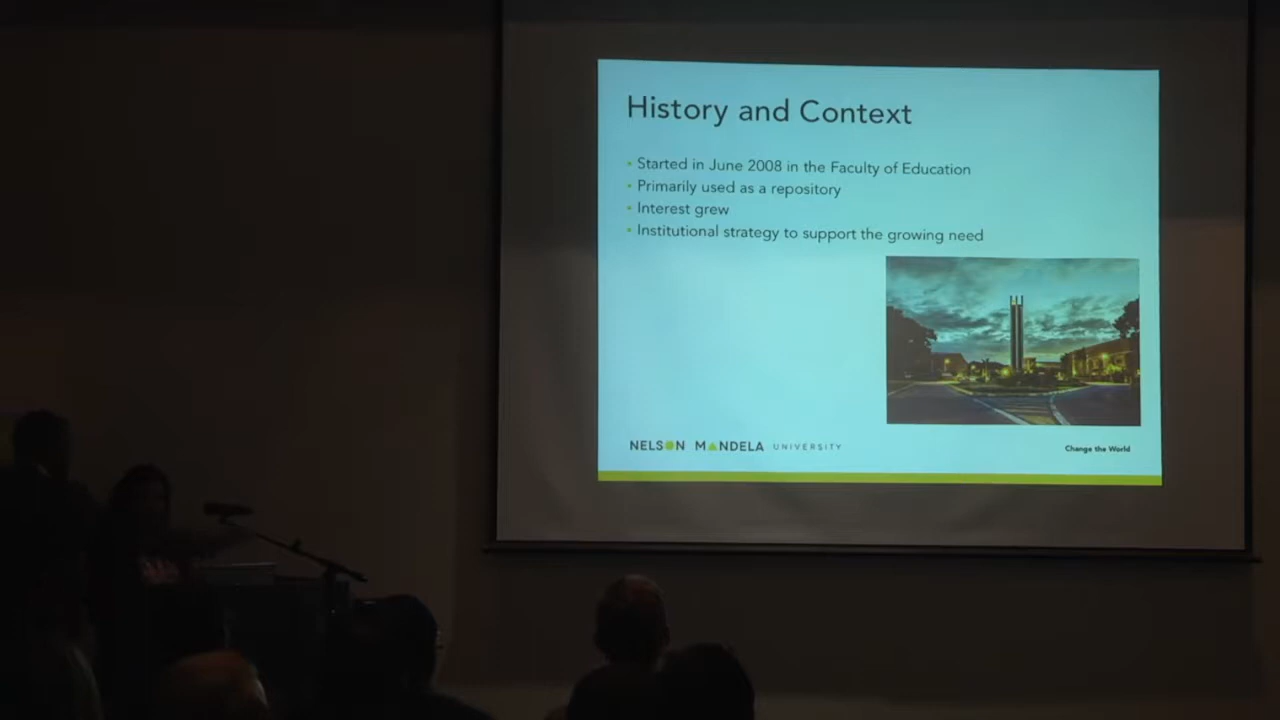 History and Context
• Started in June 2008 in the Faculty of Education
• Primarily used as a repository
• Interest grew
• Institutional strategy to support the growing need
NELSON MANDELA UNIVERSITY
Change the World